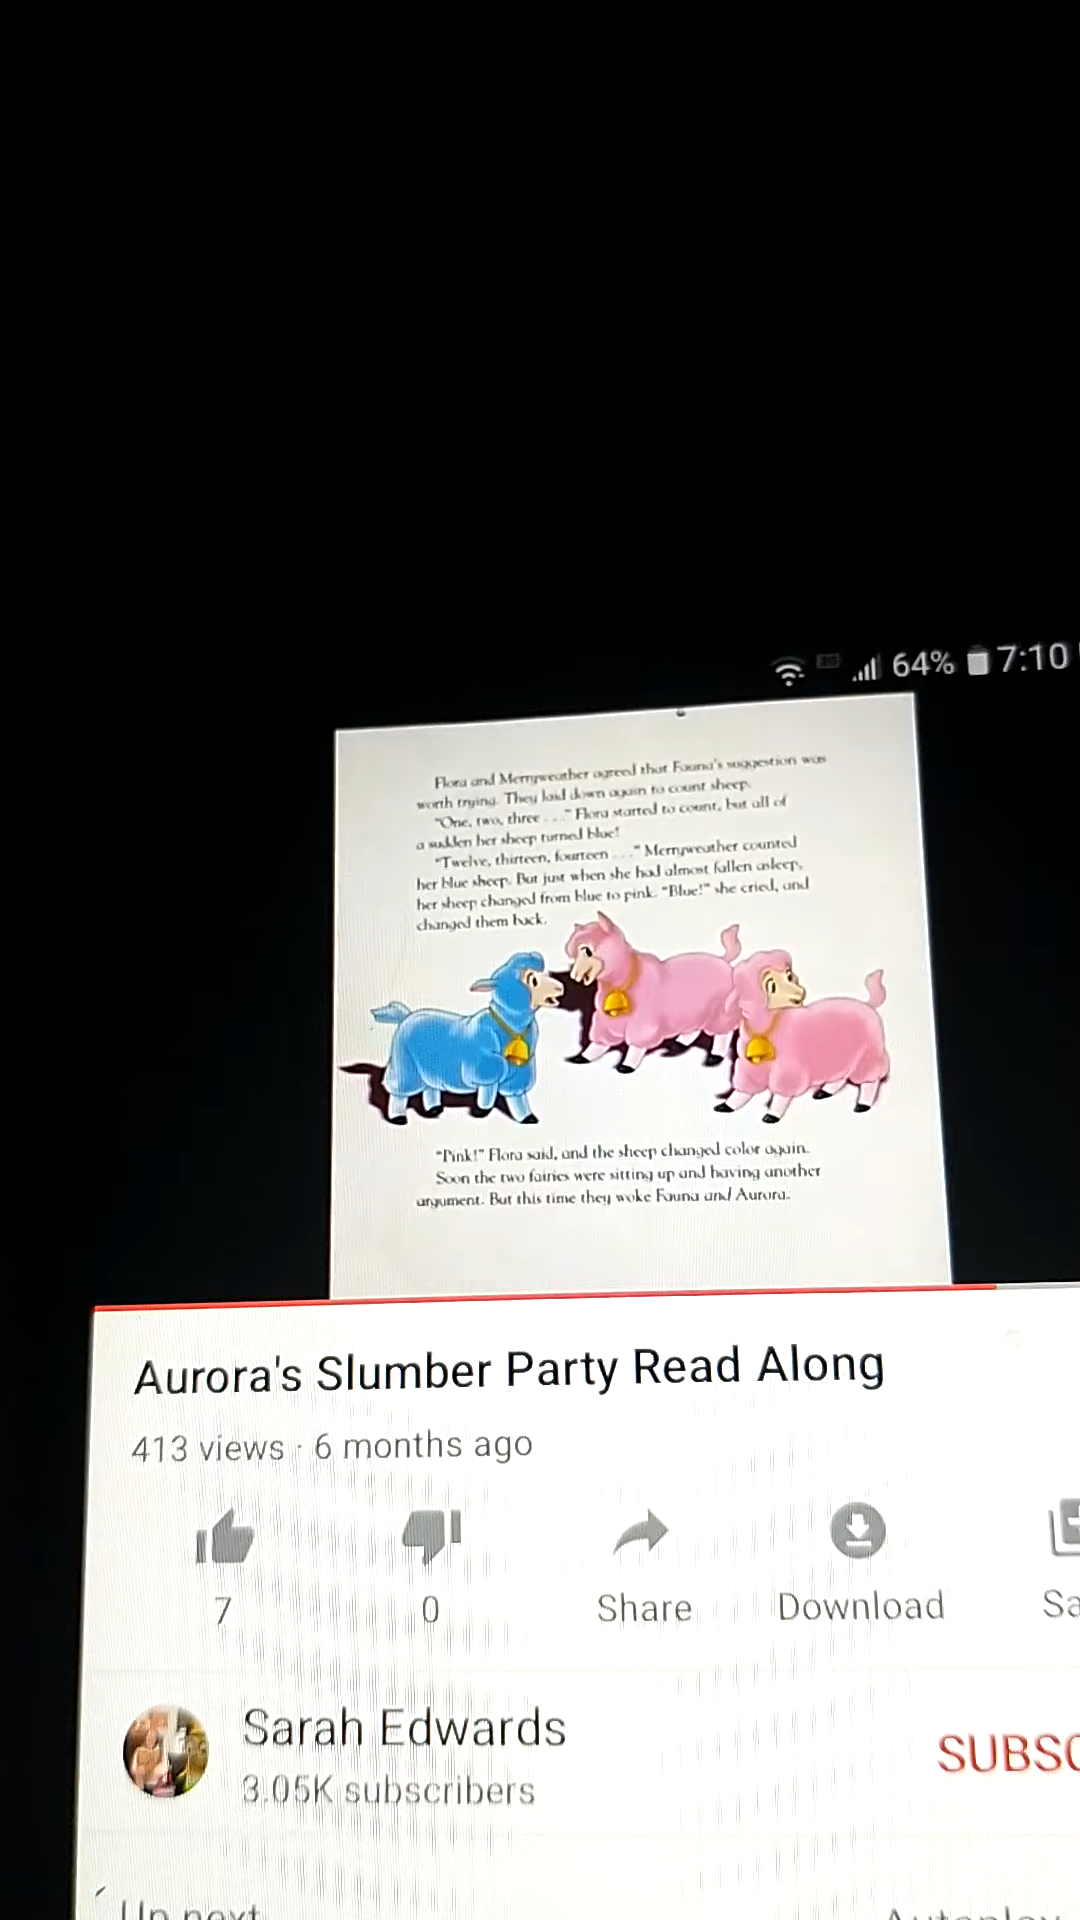 64% 7:10
Flora and Merryweather agreed that Fauna's suggestion was
worth trying. They laid down again to count sheep.
"One, two, three . . ." Flora started to count, but all of
a sudden her sheep turned blue!
"Twelve, thirteen, fourteen . . ." Merryweather counted
her blue sheep. But just when she had almost fallen asleep,
her sheep changed from blue to pink. "Blue!" she cried, and
changed them back.
"Pink!" Flora said, and the sheep changed color again.
Soon the two fairies were sitting up and having another
argument. But this time they woke Fauna and Aurora.
Aurora's Slumber Party Read Along
413 views · 6 months ago
7 0 Share Download Sa
Sarah Edwards
SUBSC
3.05K subscribers
Up next Autoplay